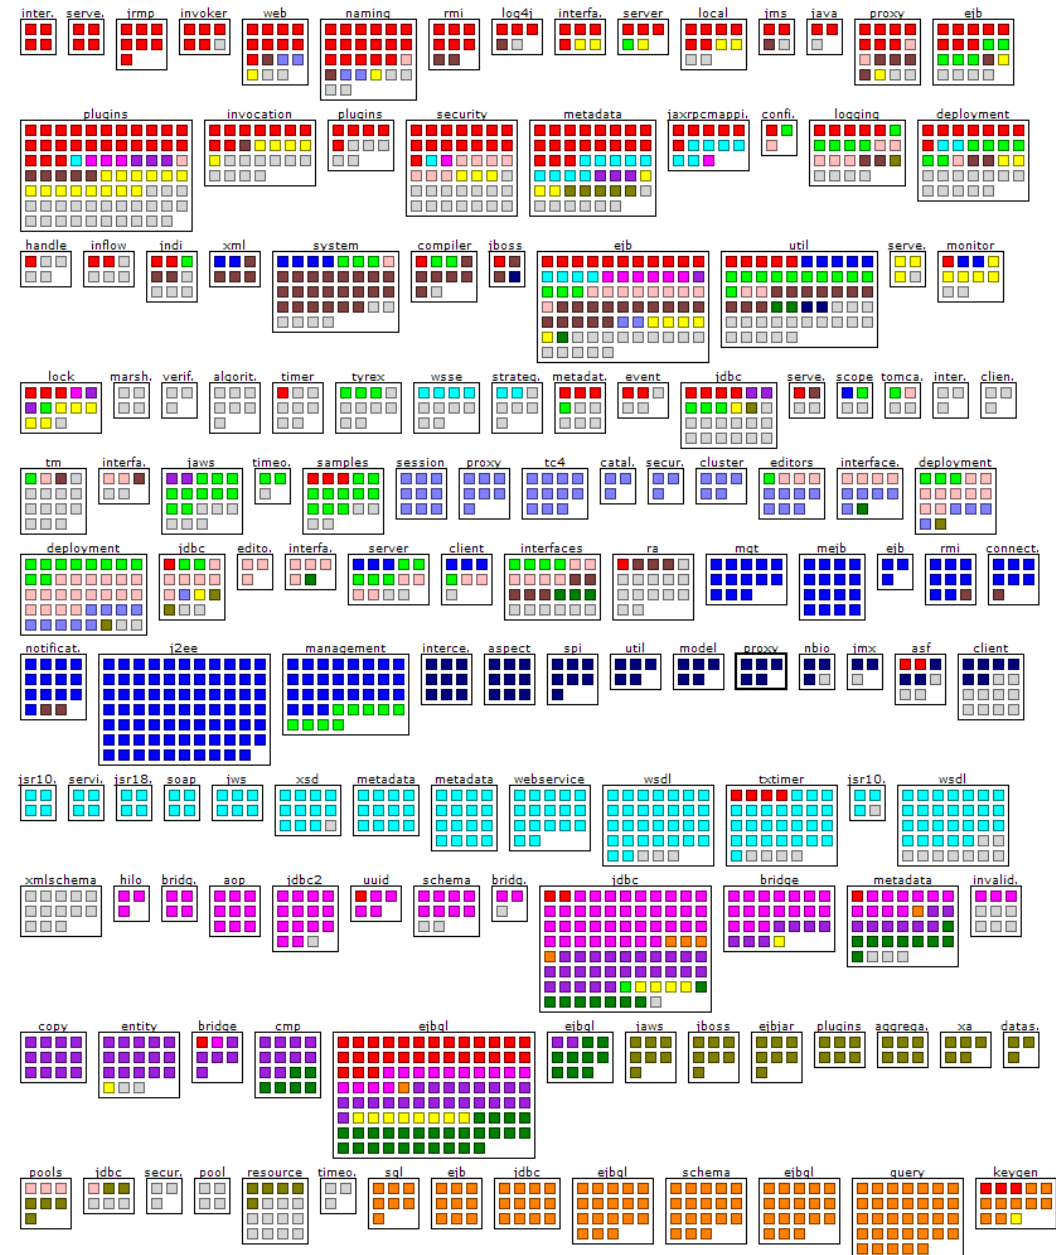 inter. serve. jrmp invoker web naming rmi log4j interfa. server local jms java proxy ejb
plugins invocation plugins security metadata jaxrpcmappi. confi. logging deployment
handle inflow jndi xml system compiler jboss ejb util serve. monitor
lock marsh. verif. algorit. timer tyrex wsse strateg. metadat. event jdbc serve. scope tomca. inter. clien.
tm interfa. jaws timeo. samples session proxy tc4 catal. secur. cluster editors interface. deployment
deployment jdbc edito. interfa. server client interfaces ra mgt mejb ejb rmi connect.
notificat. j2ee management interce. aspect spi util model proxy nbio jmx asf client
jsr10. servi. jsr18. soap jws xsd metadata metadata webservice wsdl txtimer jsr10. wsdl
xmlschema hilo bridg. aop jdbc2 uuid schema bridg. jdbc bridge metadata invalid.
copy entity bridge cmp ejbql ejbql jaws jboss ejbjar plugins aggrega. xa datas.
pools jdbc secur. pool resource timeo. sql ejb jdbc ejbql schema ejbql query keygen